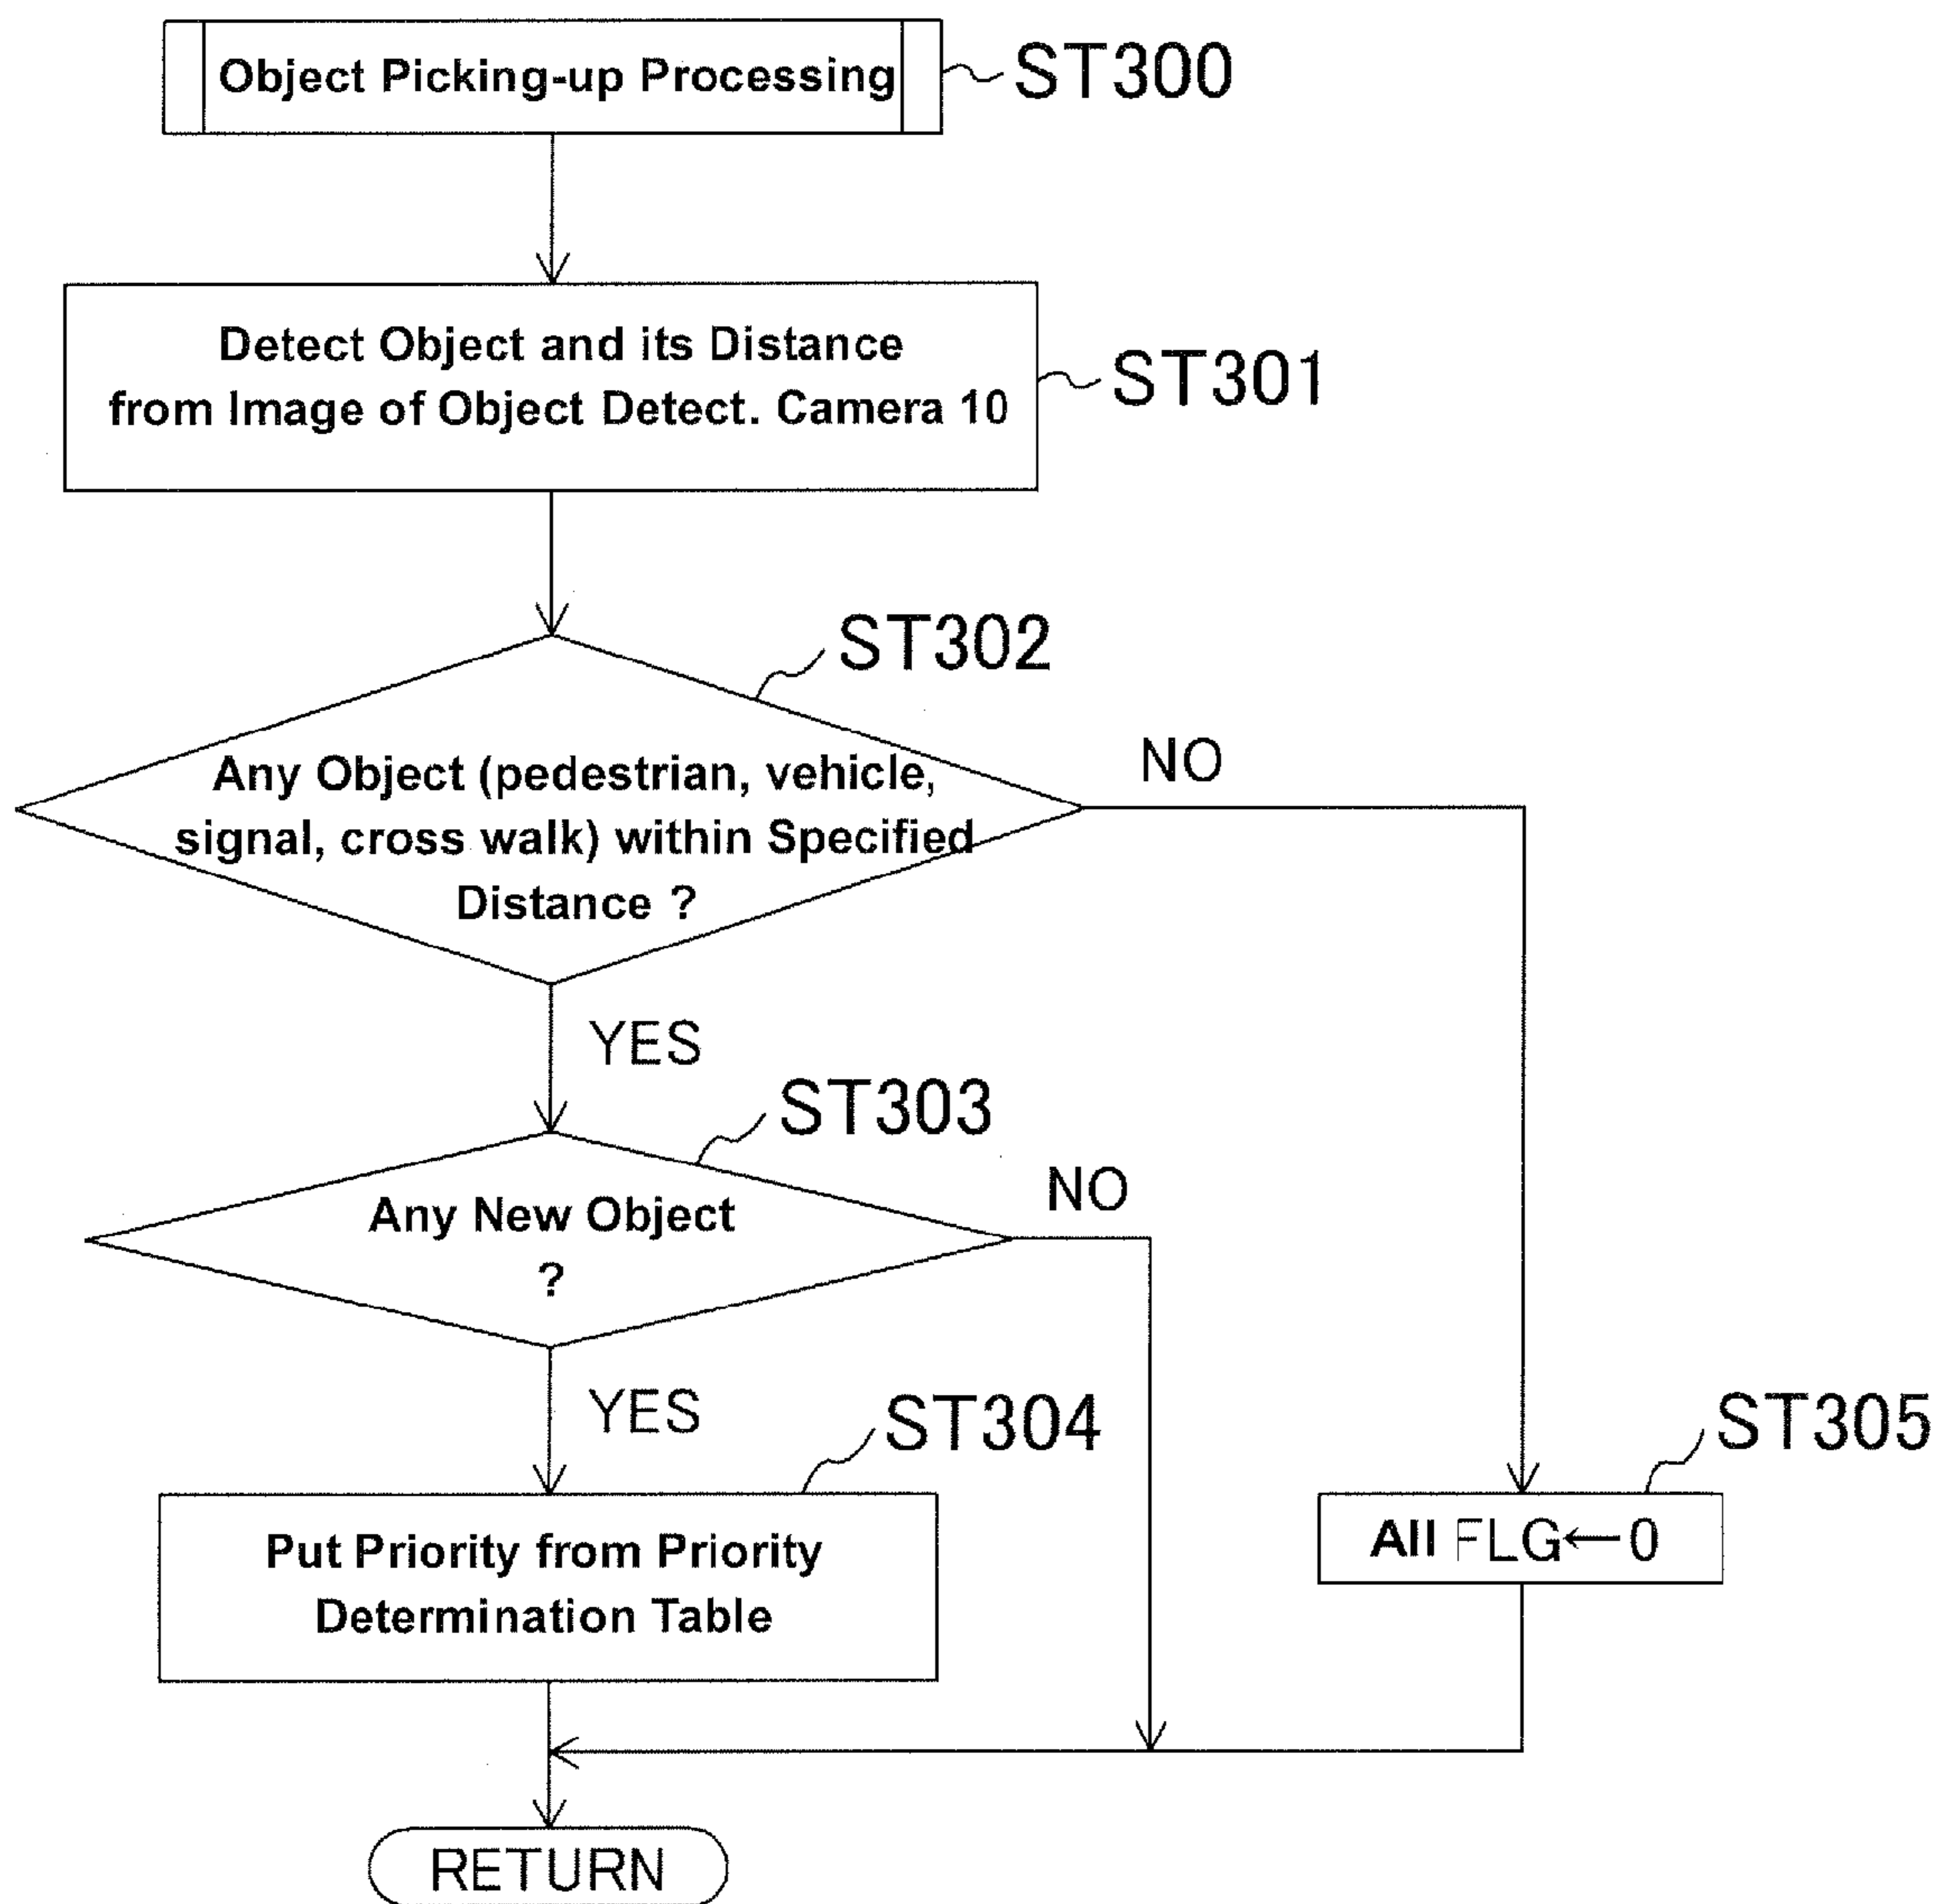 Object Picking-up Processing
ST300
Detect Object and its Distance
from Image of Object Detect. Camera 10
ST301
ST302
Any Object (pedestrian, vehicle,
signal, cross walk) within Specified
Distance ?
NO
YES
ST303
Any New Object
?
NO
YES
ST304
Put Priority from Priority
Determination Table
ST305
All FLG←0
RETURN